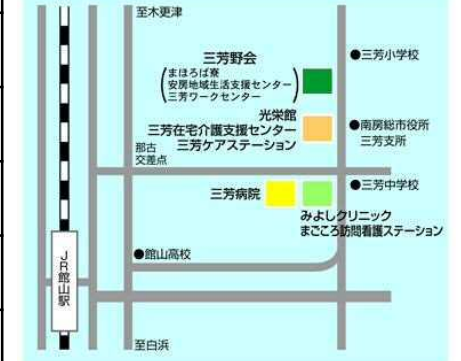 至木更津
三芳野会
まほろば寮
安房地域生活支援センター
三芳ワークセンター
●三芳小学校
光栄館
三芳在宅介護支援センター
三芳ケアステーション
●南房総市役所
三芳支所
那古
交差点
三芳病院
●三芳中学校
みよしクリニック
まごころ訪問看護ステーション
●館山高校
JR館山駅
至白浜